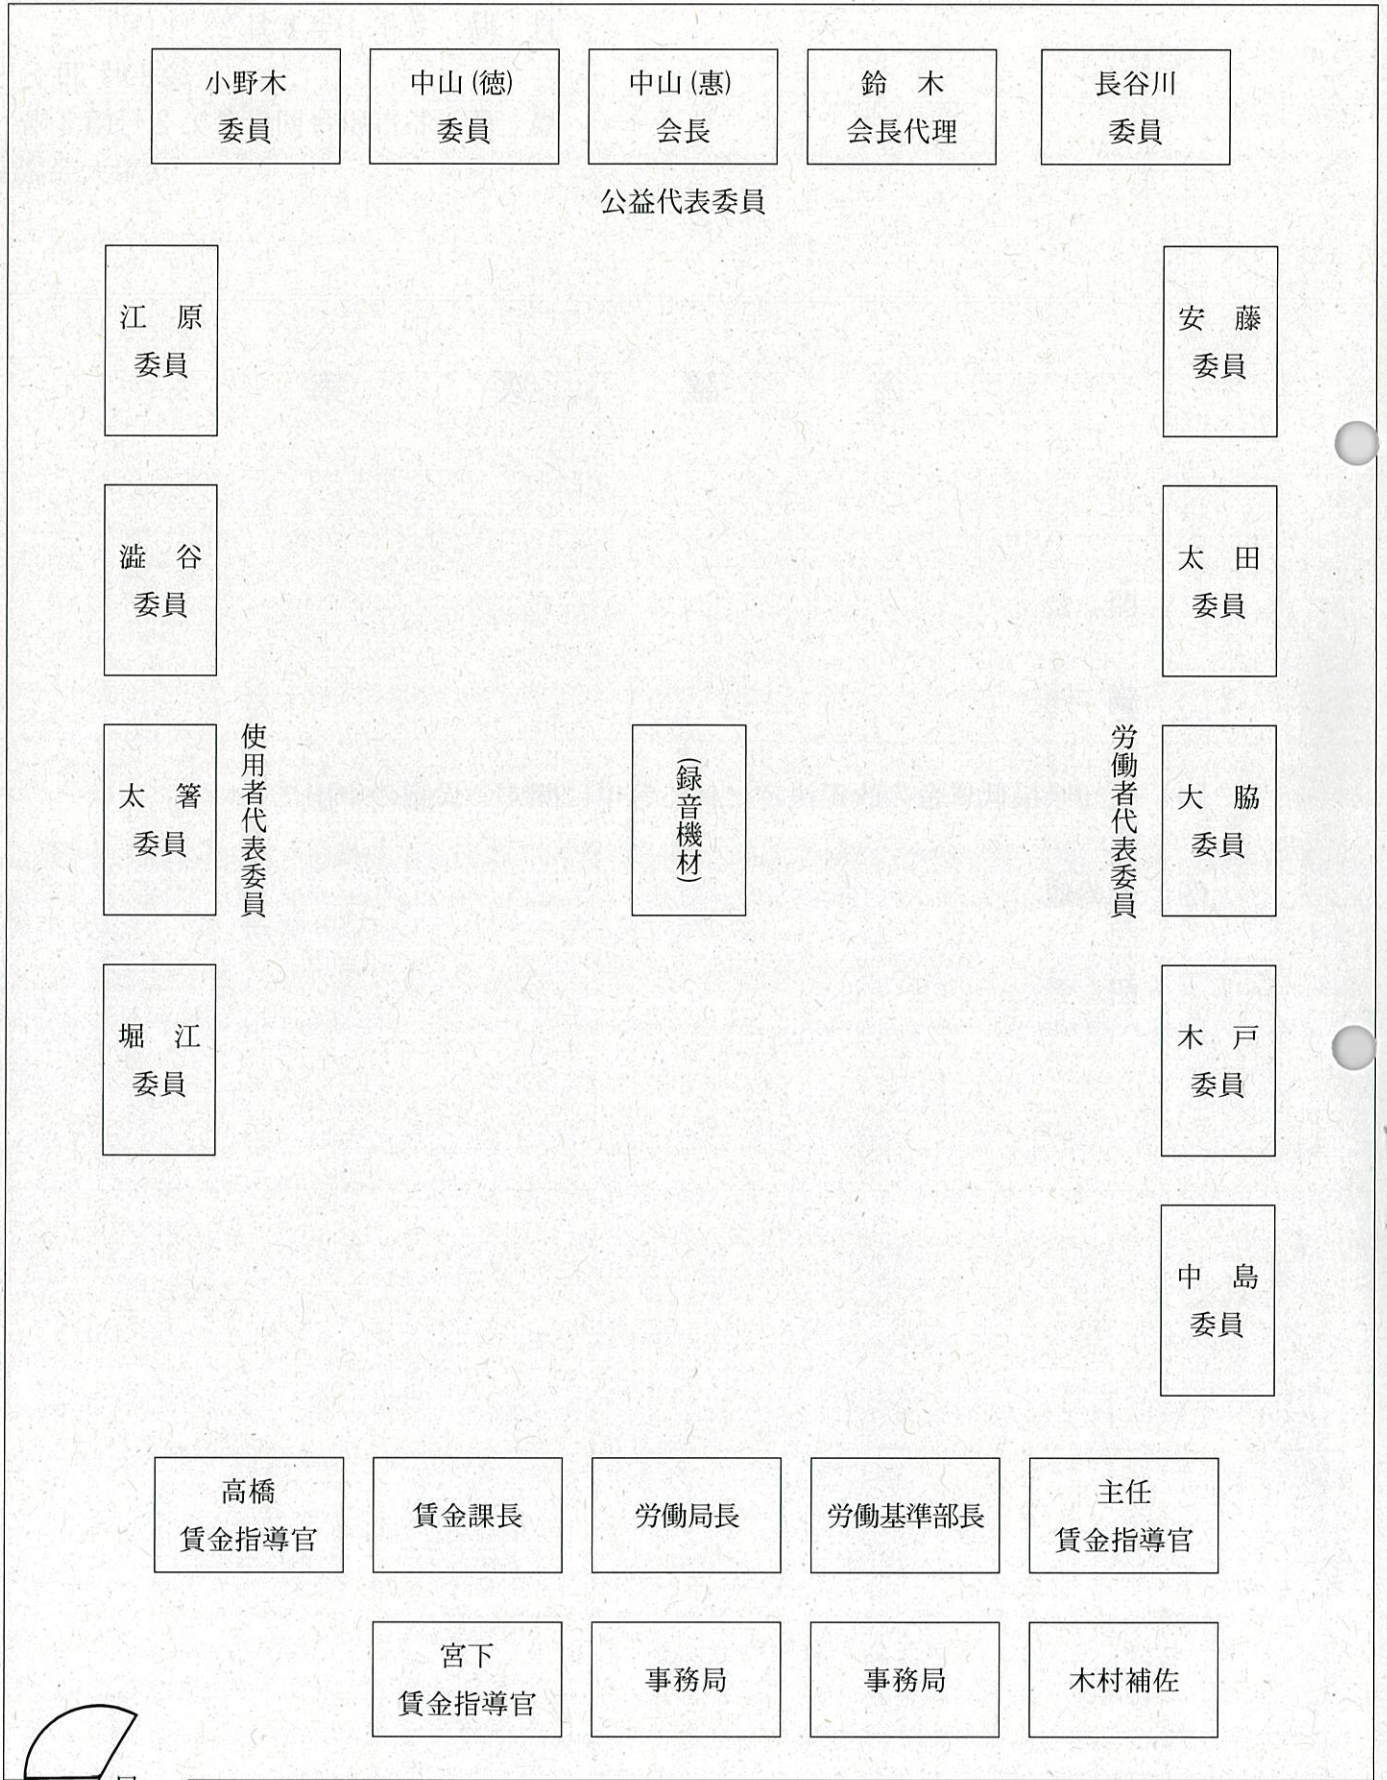 小野木
委員
中山(徳)
委員
中山(惠)
会長
鈴　木
会長代理
長谷川
委員
公益代表委員
江　原
委員
澁　谷
委員
太　箸
委員
堀　江
委員
使用者代表委員
(録音機材)
労働者代表委員
安　藤
委員
太　田
委員
大　脇
委員
木　戸
委員
中　島
委員
高橋
賃金指導官
賃金課長
労働局長
労働基準部長
主任
賃金指導官
宮下
賃金指導官
事務局
事務局
木村補佐